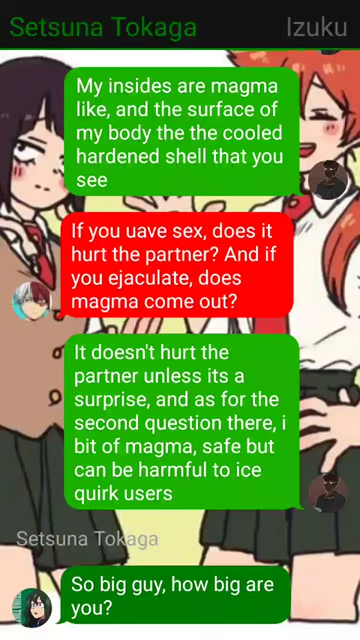 Setsuna Tokaga Izuku
My insides are magma
like, and the surface of
my body the the cooled
hardened shell that you
see
If you uave sex, does it
hurt the partner? And if
you ejaculate, does
magma come out?
It doesn't hurt the
partner unless its a
surprise, and as for the
second question there, i
bit of magma, safe but
can be harmful to ice
quirk users
Setsuna Tokaga
So big guy, how big are
you?